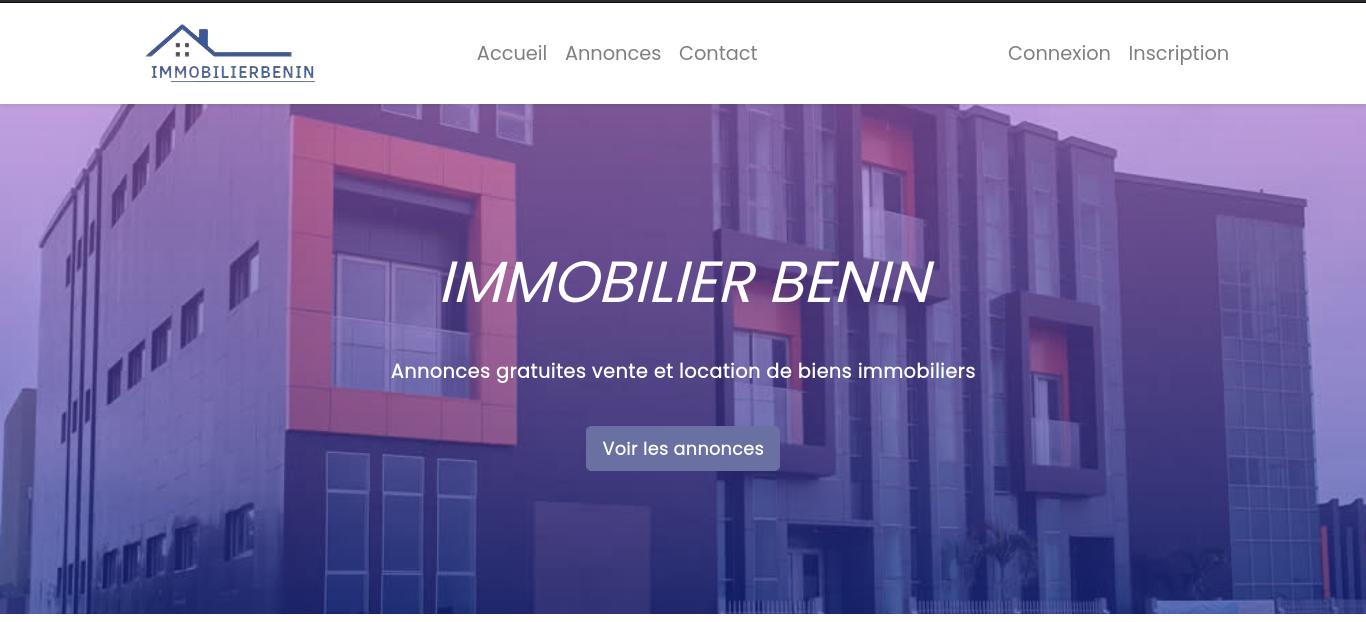 IMMOBILIERBENIN
Accueil Annonces Contact
Connexion Inscription
IMMOBILIER BENIN
Annonces gratuites vente et location de biens immobiliers
Voir les annonces